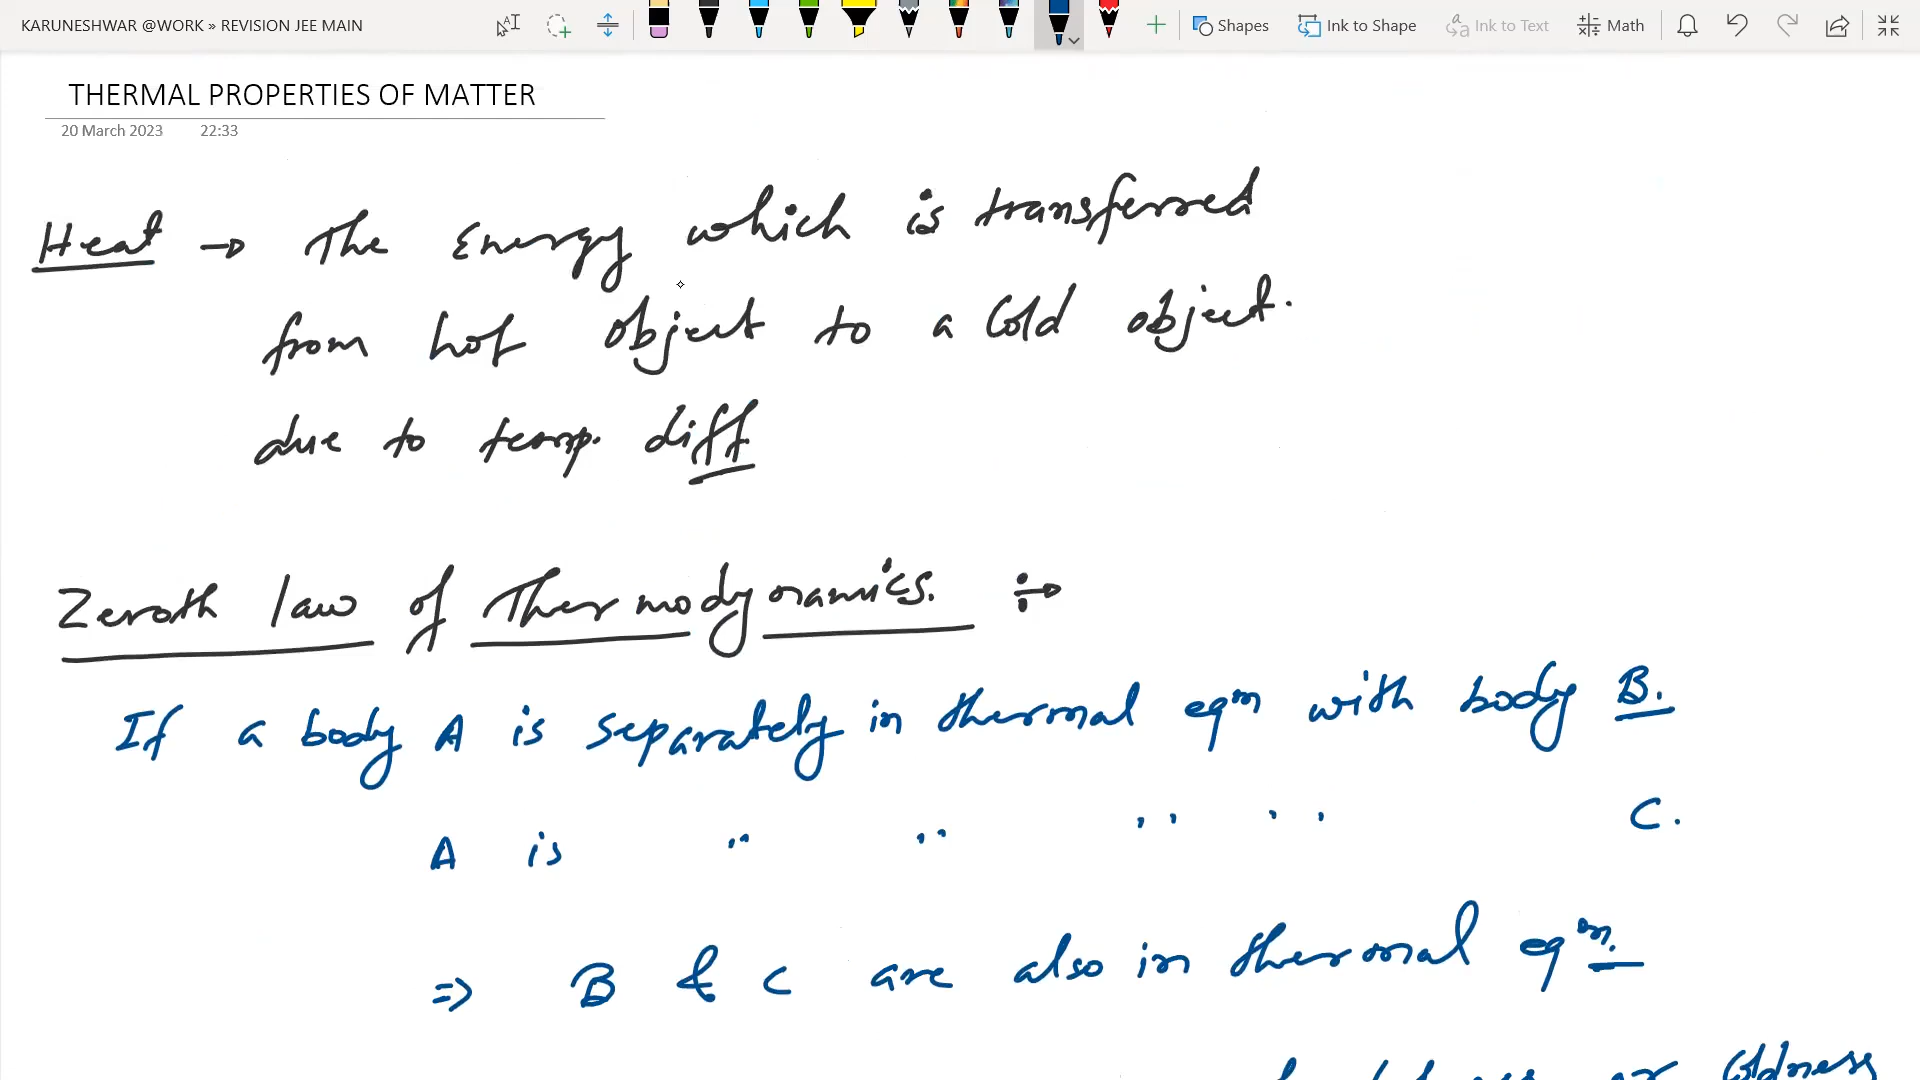 KARUNESHWAR @WORK » REVISION JEE MAIN
Shapes Ink to Shape Ink to Text Math
THERMAL PROPERTIES OF MATTER
20 March 2023 22:33
Heat → The Energy which is transferred
from hot object to a Cold object.
due to temp. diff
Zeroth law of Thermodynamics. ÷→
If a body A is separately in thermal eqm with body B.
A is " " " " C.
⇒ B & C are also in thermal eqm.
or Coldness